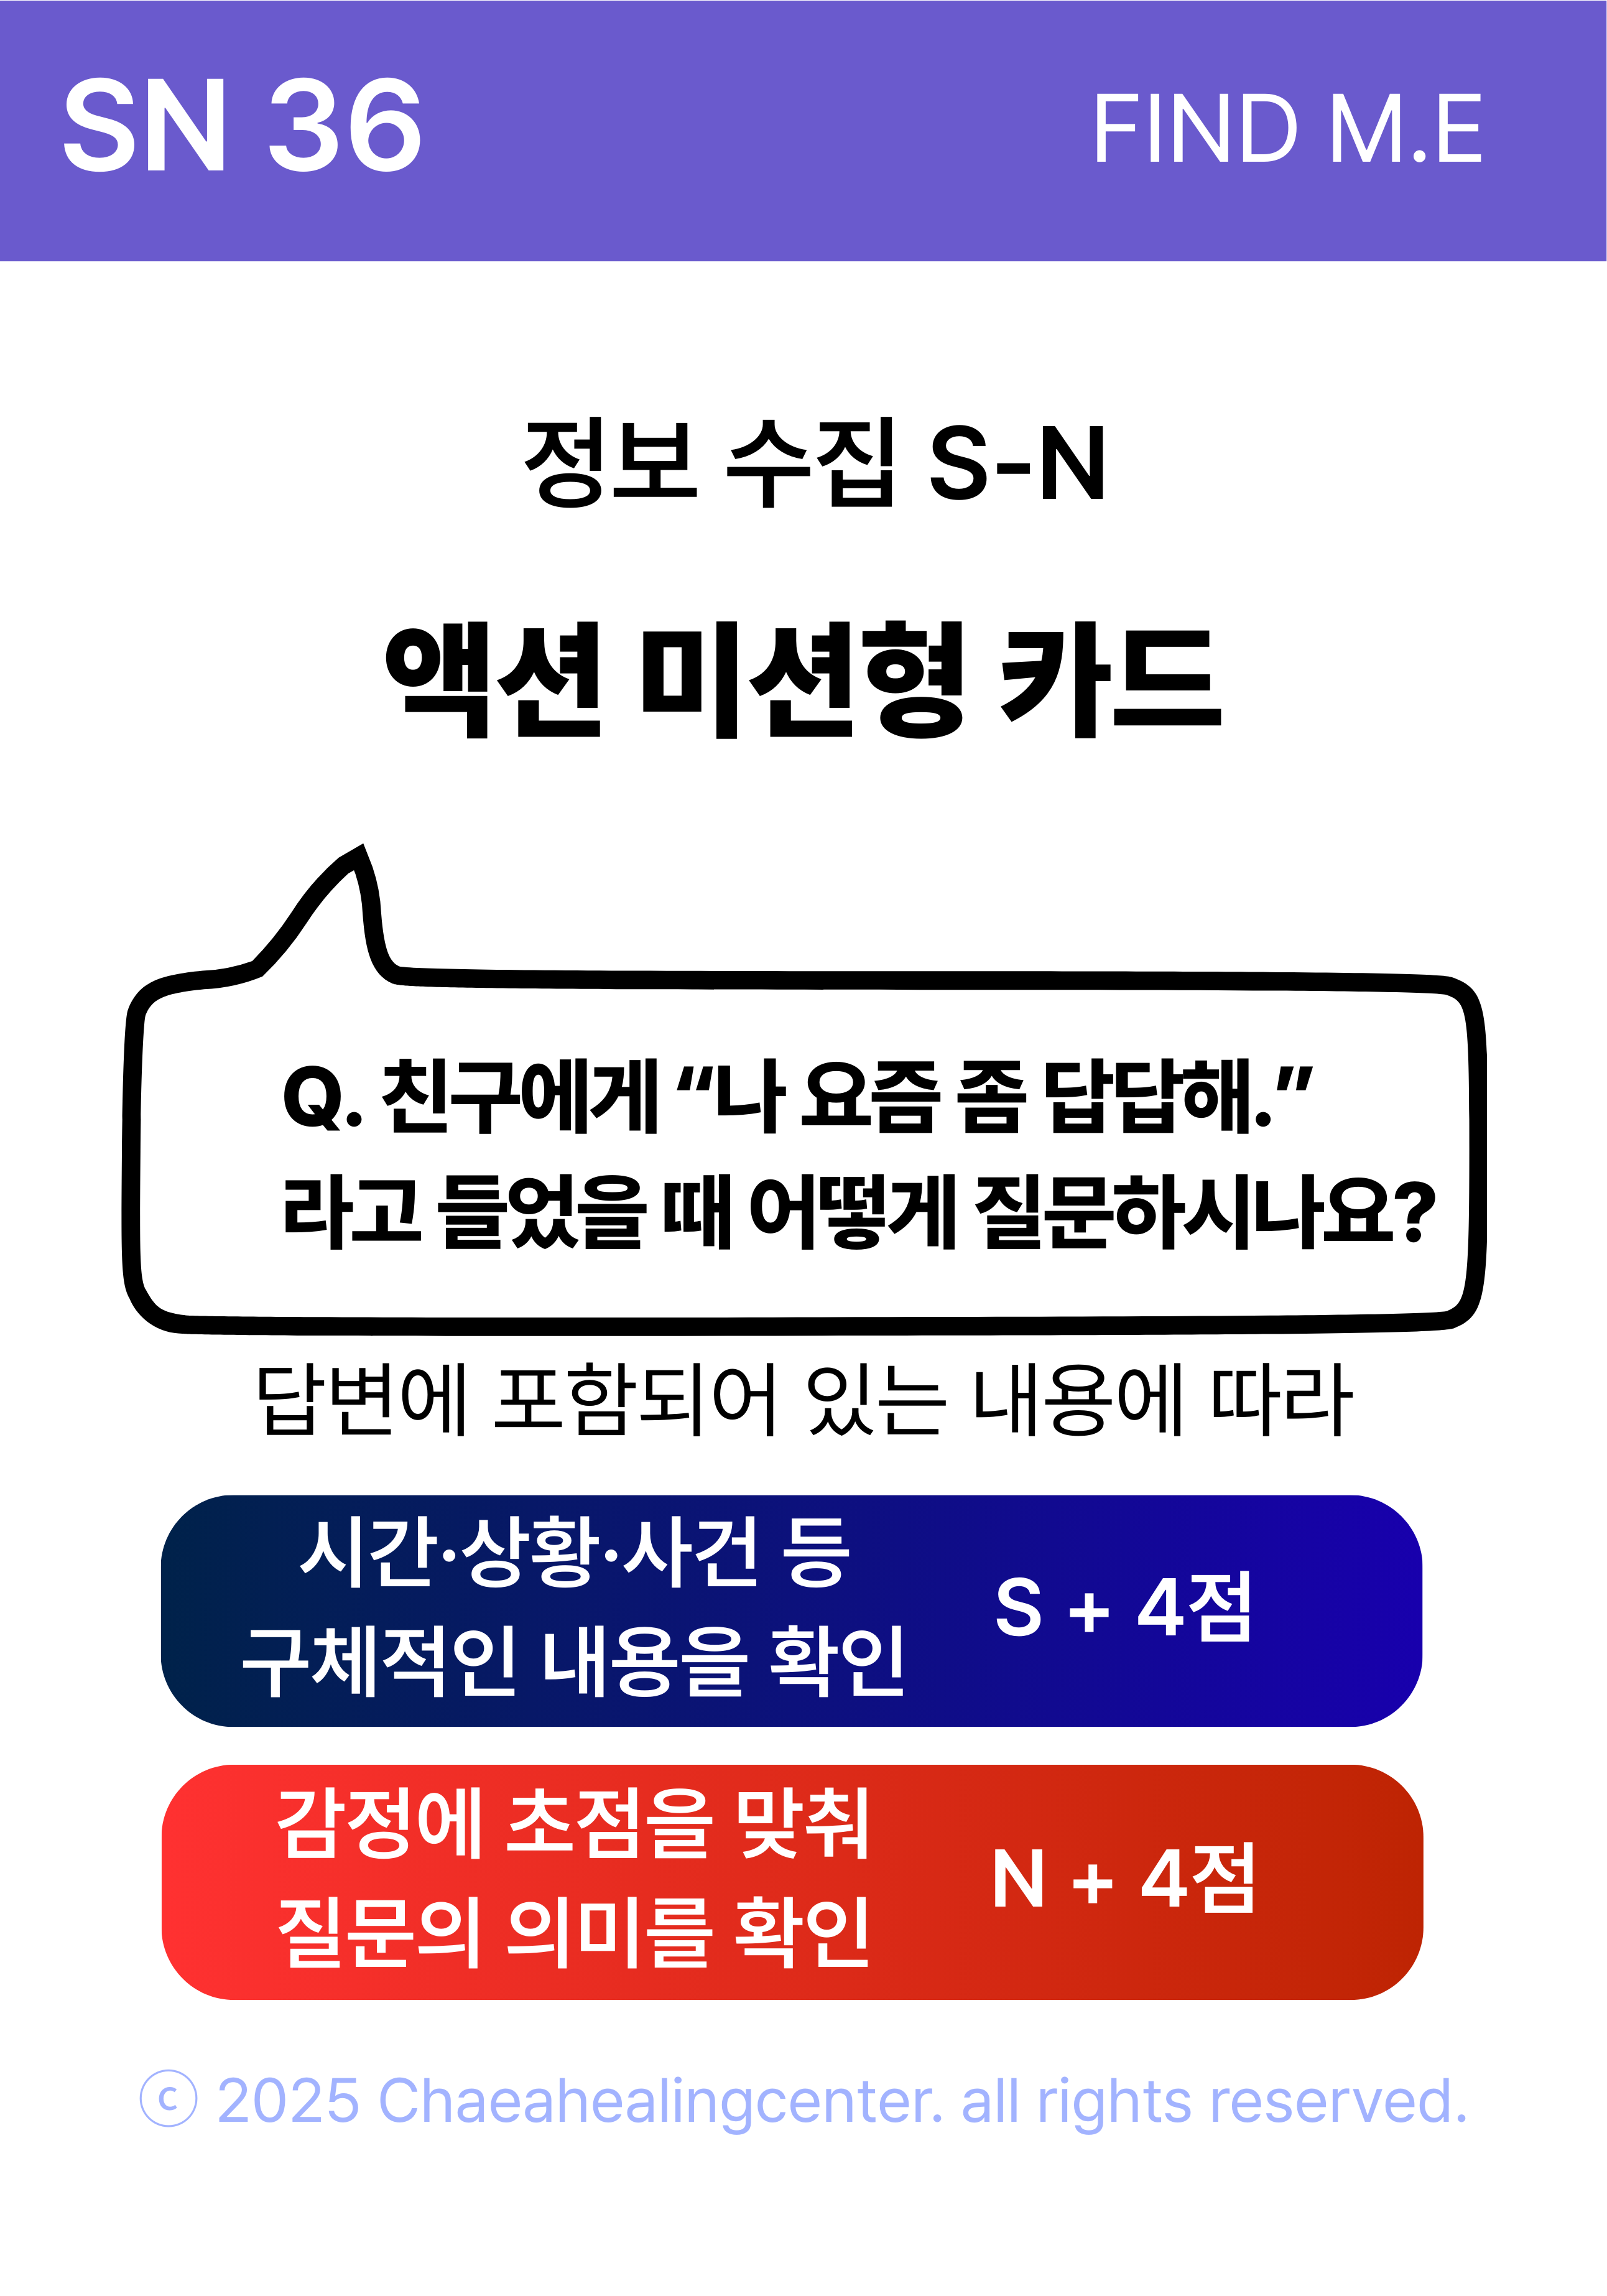 SN 36
FIND M.E
정보 수집 S-N
액션 미션형 카드
Q. 친구에게 “나 요즘 좀 답답해.”
라고 들었을 때 어떻게 질문하시나요?
답변에 포함되어 있는 내용에 따라
시간·상황·사건 등
구체적인 내용을 확인
S + 4점
감정에 초점을 맞춰
질문의 의미를 확인
N + 4점
ⓒ 2025 Chaeahealingcenter. all rights reserved.